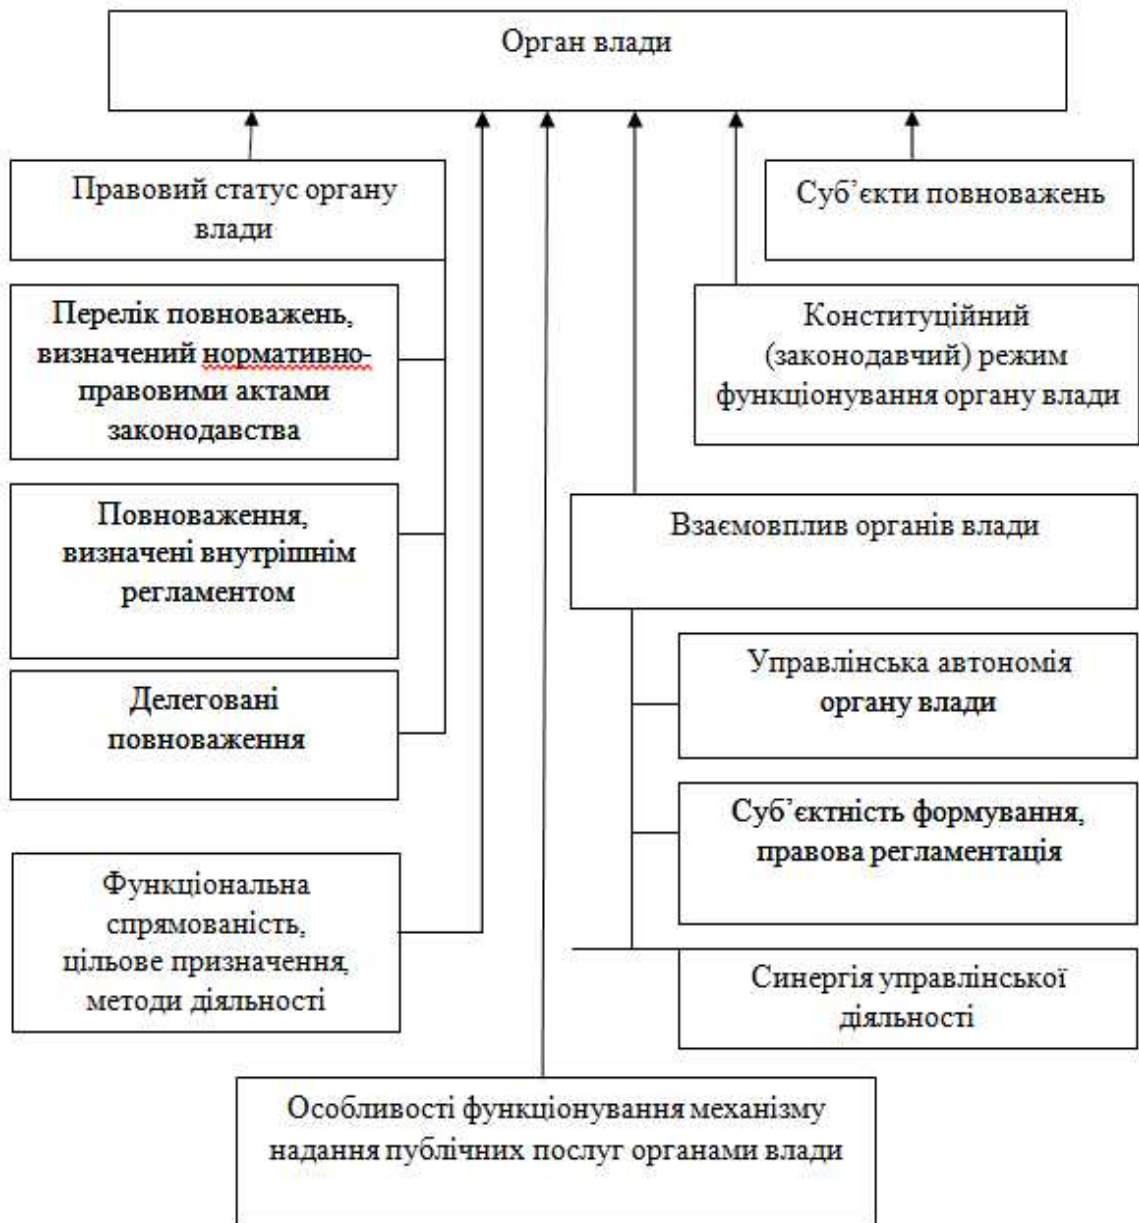 Орган влади
Правовий статус органу
влади
Суб’єкти повноважень
Перелік повноважень,
визначений нормативно-
правовими актами
законодавства
Конституційний
(законодавчий) режим
функціонування органу влади
Повноваження,
визначені внутрішнім
регламентом
Взаємовплив органів влади
Делеговані
повноваження
Управлінська автономія
органу влади
Суб’єктність формування,
правова регламентація
Функціональна
спрямованість,
цільове призначення,
методи діяльності
Синергія управлінської
діяльності
Особливості функціонування механізму
надання публічних послуг органами влади